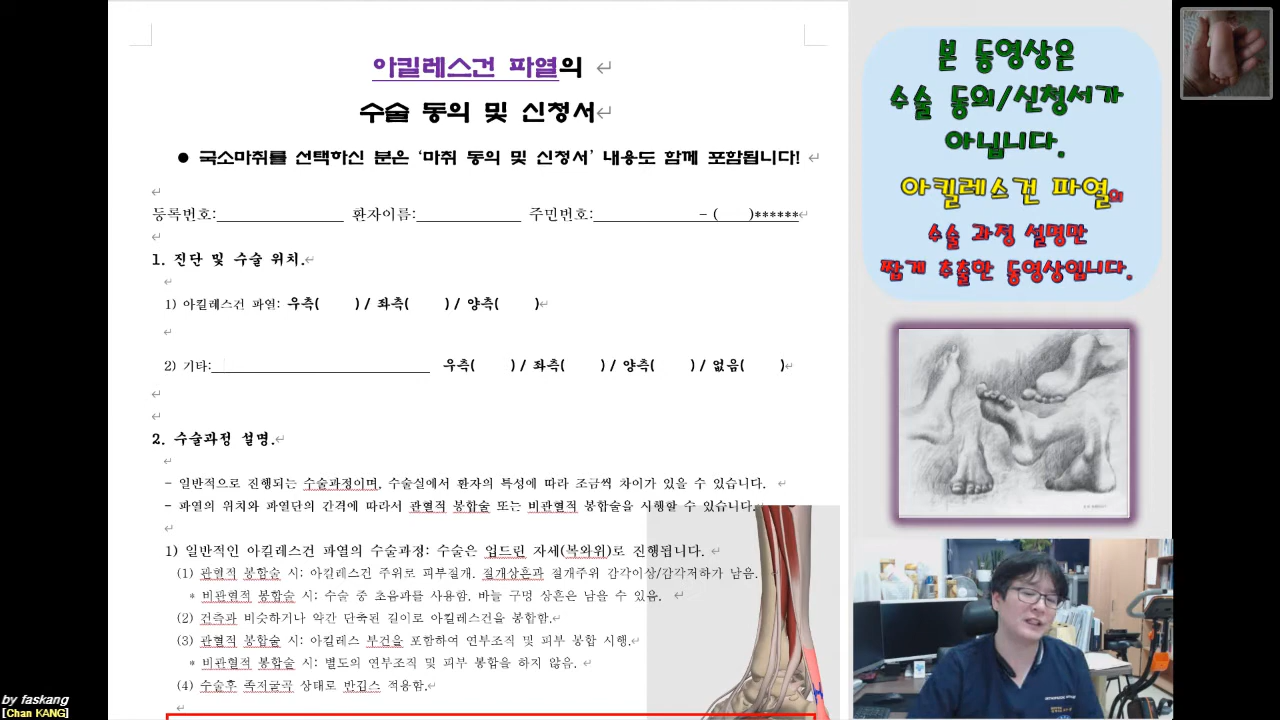 아킬레스건 파열의
수술 동의 및 신청서
● 국소마취를 선택하신 분은 ‘마취 동의 및 신청서’ 내용도 함께 포함됩니다!
등록번호:________________ 환자이름:_____________ 주민번호:_____________ – (    )******
1. 진단 및 수술 위치.
1) 아킬레스건 파열: 우측(    ) / 좌측(    ) / 양측(    )
2) 기타:____________________________ 우측(    ) / 좌측(    ) / 양측(    ) / 없음(    )
2. 수술과정 설명.
- 일반적으로 진행되는 수술과정이며, 수술실에서 환자의 특성에 따라 조금씩 차이가 있을 수 있습니다.
- 파열의 위치와 파열단의 간격에 따라서 관혈적 봉합술 또는 비관혈적 봉합술을 시행할 수 있습니다.
1) 일반적인 아킬레스건 파열의 수술과정: 수술은 업드린 자세(복와위)로 진행됩니다.
(1) 관혈적 봉합술 시: 아킬레스건 주위로 피부절개. 절개상흔과 절개주위 감각이상/감각저하가 남음.
* 비관혈적 봉합술 시: 수술 중 초음파를 사용함. 바늘 구멍 상흔은 남을 수 있음.
(2) 건측과 비슷하거나 약간 단축된 길이로 아킬레스건을 봉합함.
(3) 관혈적 봉합술 시: 아킬레스 부건을 포함하여 연부조직 및 피부 봉합 시행.
* 비관혈적 봉합술 시: 별도의 연부조직 및 피부 봉합을 하지 않음.
(4) 수술후 족저굴곡 상태로 반깁스 적용함.
본 동영상은
수술 동의/신청서가
아닙니다.
아킬레스건 파열의
수술 과정 설명만
짧게 추출한 동영상입니다.
by faskang
[Chan KANG]